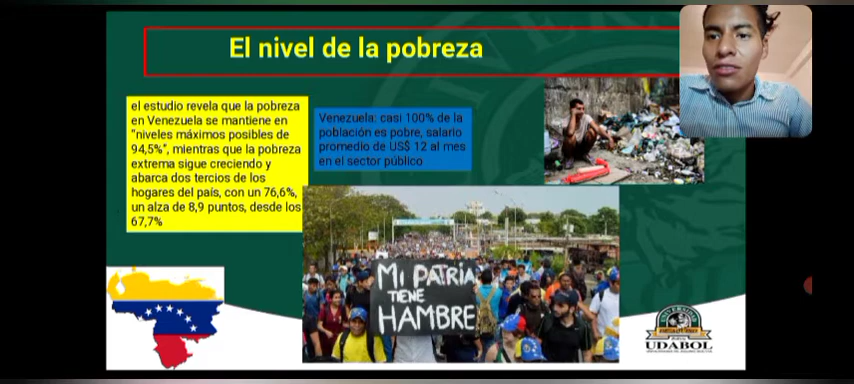 El nivel de la pobreza
el estudio revela que la pobreza
en Venezuela se mantiene en
"niveles máximos posibles de
94,5%", mientras que la pobreza
extrema sigue creciendo y
abarca dos tercios de los
hogares del país, con un 76,6%,
un alza de 8,9 puntos, desde los
67,7%
Venezuela: casi 100% de la
población es pobre, salario
promedio de US$ 12 al mes
en el sector público
MI PATRIA
TIENE
HAMBRE
UDABOL